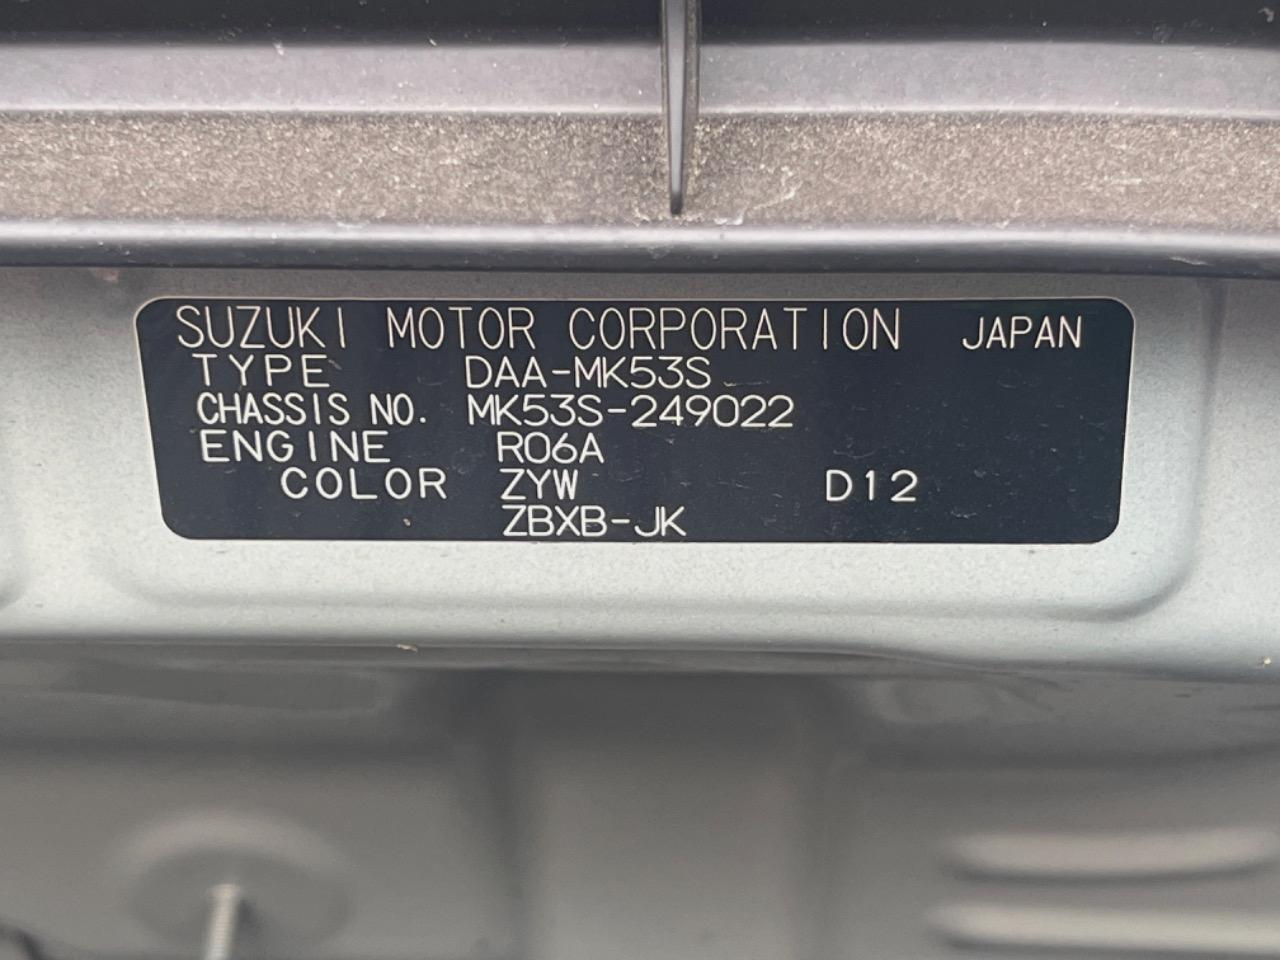 SUZUKI MOTOR CORPORATION JAPAN
TYPE DAA-MK53S
CHASSIS NO. MK53S-249022
ENGINE R06A
COLOR ZYW D12
ZBXB-JK